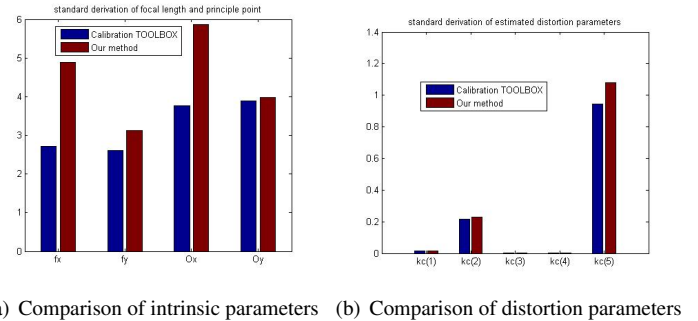 standard derivation of focal length and principle point
6
5
4
3
2
1
0
Calibration TOOLBOX
Our method
fx
fy
Ox
Oy
standard derivation of estimated distortion parameters
1.4
1.2
1
0.8
0.6
0.4
0.2
0
Calibration TOOLBOX
Our method
kc(1)
kc(2)
kc(3)
kc(4)
kc(5)
) Comparison of intrinsic parameters
(b) Comparison of distortion parameters